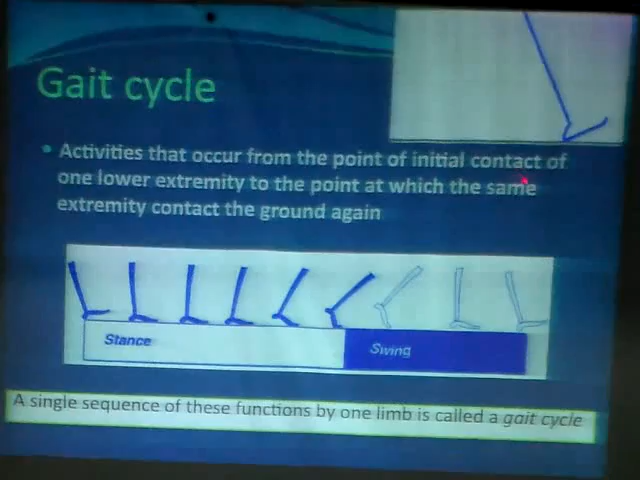 Gait cycle
• Activities that occur from the point of initial contact of
one lower extremity to the point at which the same
extremity contact the ground again
Stance
Swing
A single sequence of these functions by one limb is called a gait cycle